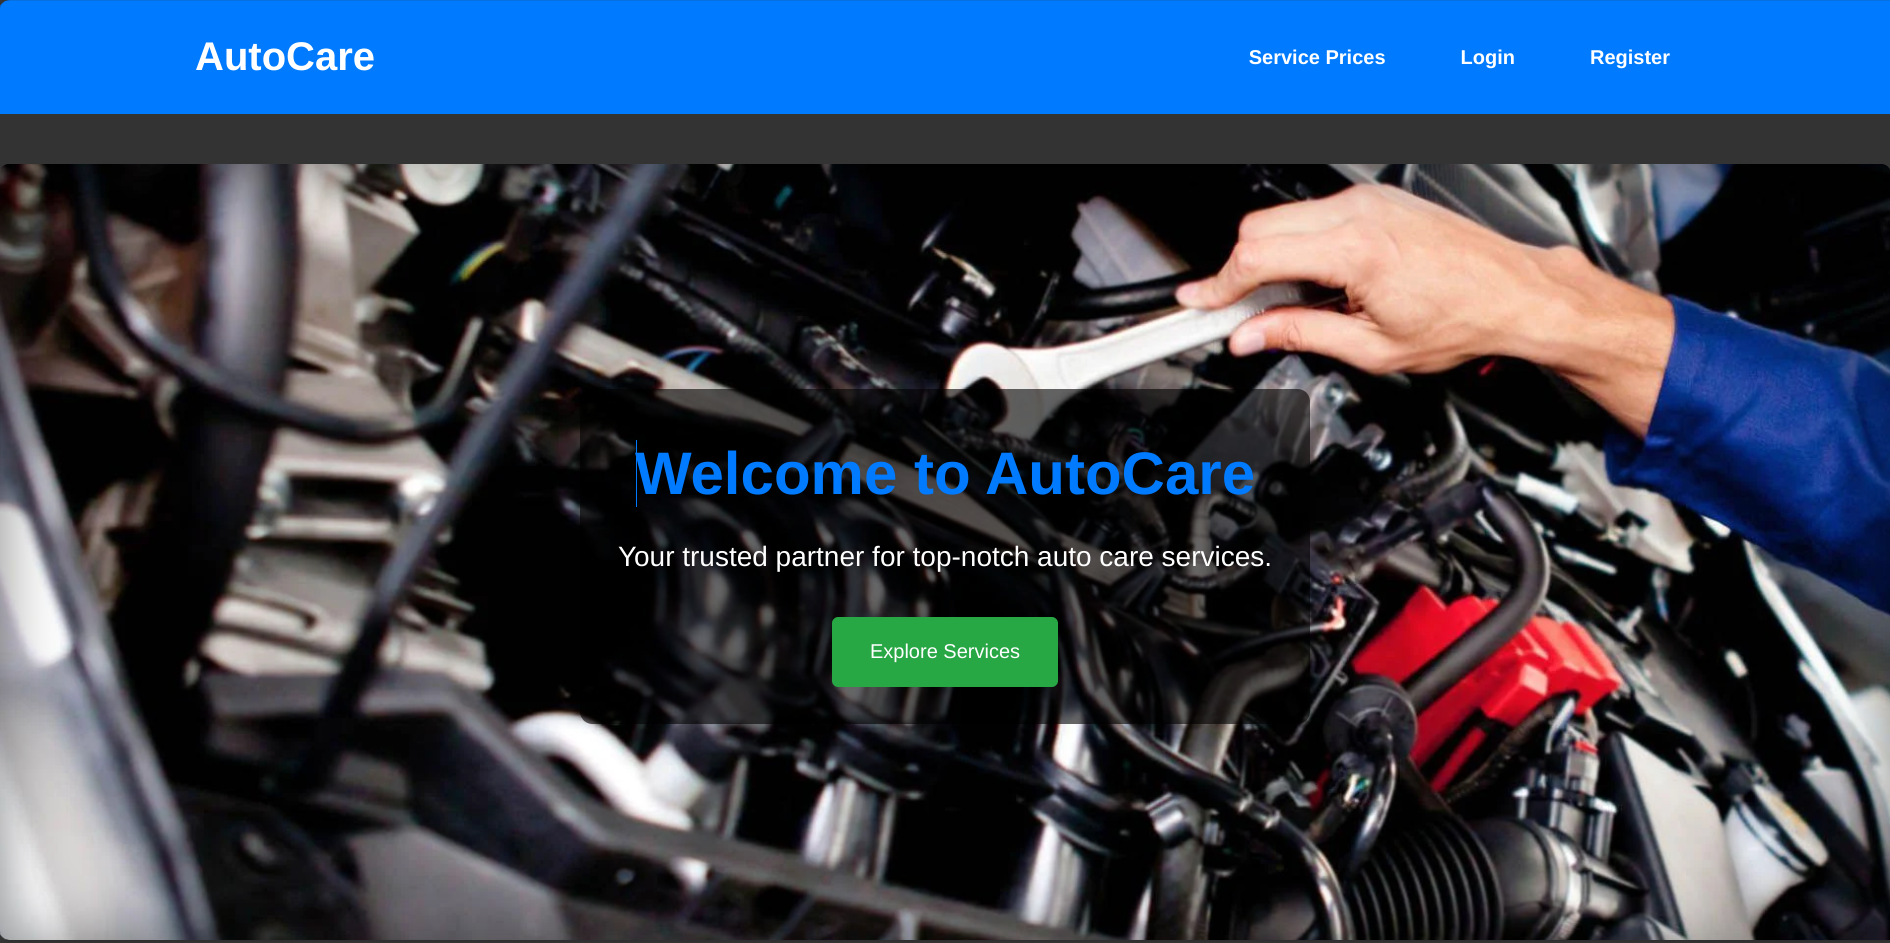 AutoCare
Service Prices
Login
Register
Welcome to AutoCare
Your trusted partner for top-notch auto care services.
Explore Services